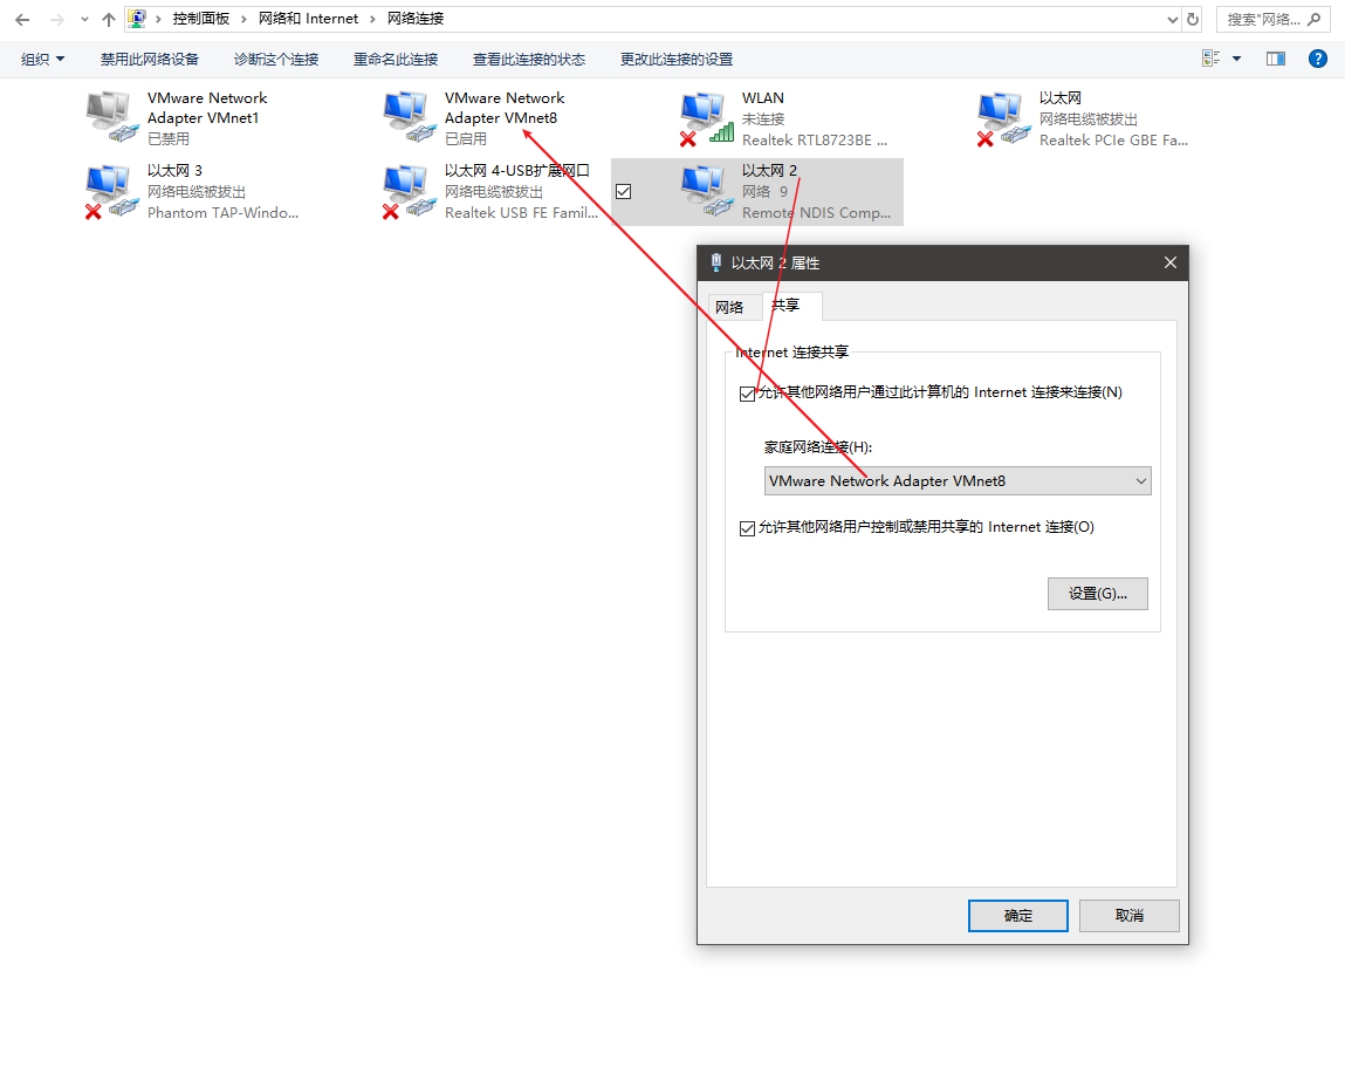 控制面板 › 网络和 Internet › 网络连接
搜索"网络...
组织
禁用此网络设备
诊断这个连接
重命名此连接
查看此连接的状态
更改此连接的设置
VMware Network
Adapter VMnet1
已禁用
VMware Network
Adapter VMnet8
已启用
WLAN
未连接
Realtek RTL8723BE ...
以太网
网络电缆被拔出
Realtek PCIe GBE Fa...
以太网 3
网络电缆被拔出
Phantom TAP-Windo...
以太网 4-USB扩展网口
网络电缆被拔出
Realtek USB FE Famil...
以太网 2
网络 9
Remote NDIS Comp...
以太网 2 属性
网络
共享
Internet 连接共享
允许其他网络用户通过此计算机的 Internet 连接来连接(N)
家庭网络连接(H):
VMware Network Adapter VMnet8
允许其他网络用户控制或禁用共享的 Internet 连接(O)
设置(G)...
确定
取消